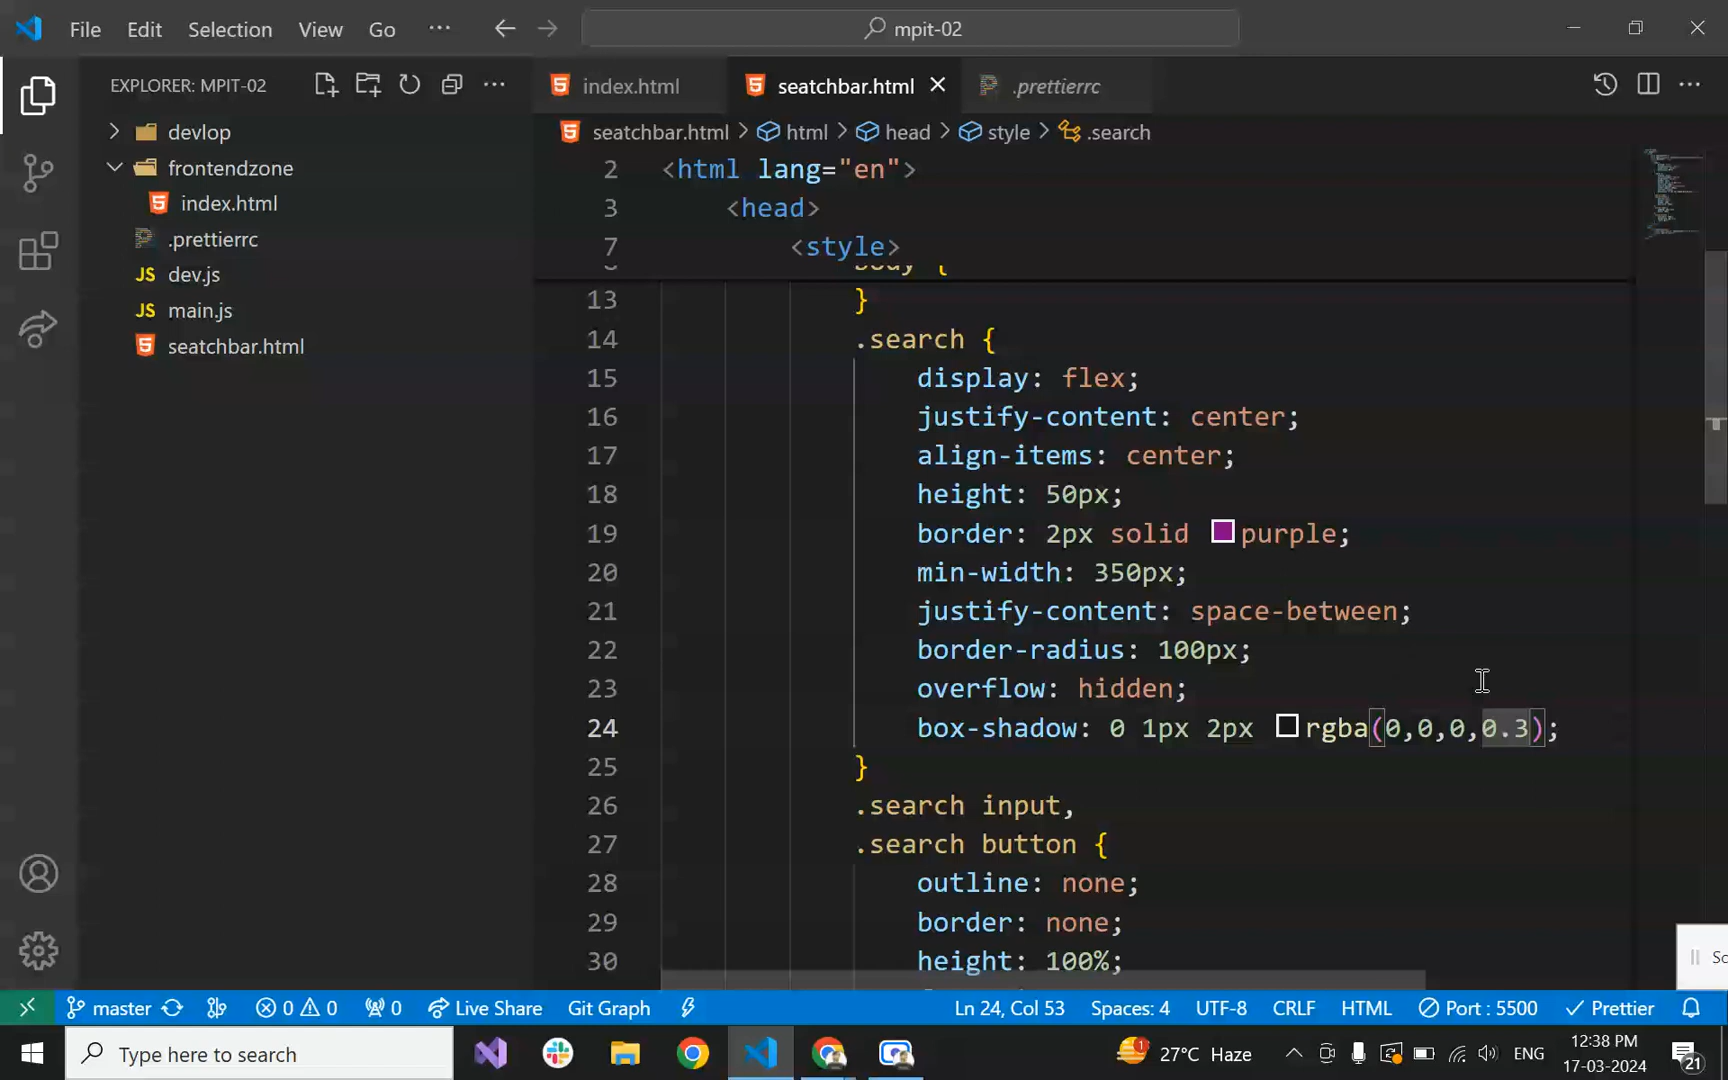 File Edit Selection View Go ··· mpit-02
EXPLORER: MPIT-02
index.html seatchbar.html .prettierrc
seatchbar.html > html > head > style > .search
devlop
frontendzone
index.html
.prettierrc
JS dev.js
JS main.js
seatchbar.html
2 <html lang="en">
3 <head>
7 <style>
8 body {
13 }
14 .search {
15 display: flex;
16 justify-content: center;
17 align-items: center;
18 height: 50px;
19 border: 2px solid purple;
20 min-width: 350px;
21 justify-content: space-between;
22 border-radius: 100px;
23 overflow: hidden;
24 box-shadow: 0 1px 2px rgba(0,0,0,0.3);
25 }
26 .search input,
27 .search button {
28 outline: none;
29 border: none;
30 height: 100%;
Sc
master 0 0 0 Live Share Git Graph Ln 24, Col 53 Spaces: 4 UTF-8 CRLF HTML Port : 5500 Prettier
Type here to search 1 27°C Haze ENG 12:38 PM
17-03-2024 21